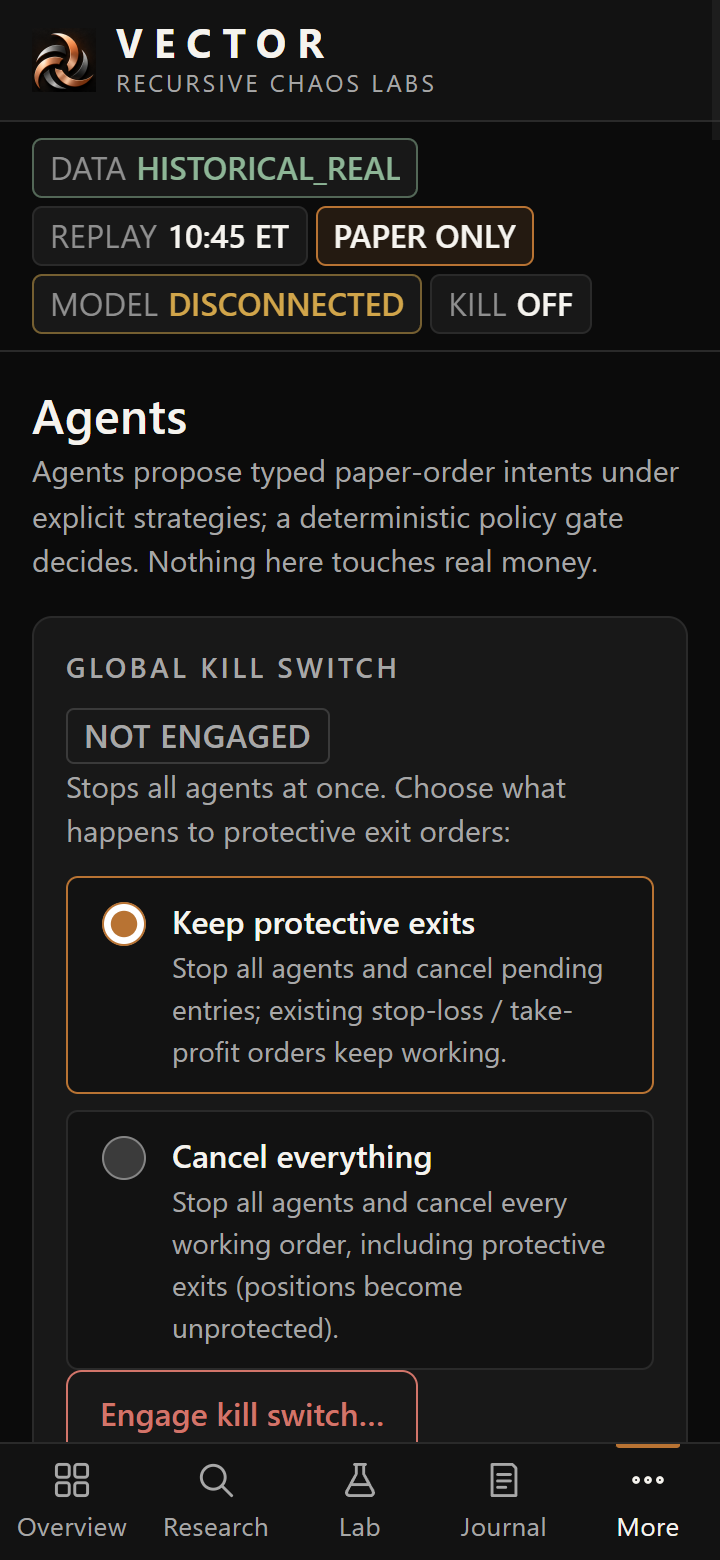 VECTOR
RECURSIVE CHAOS LABS
DATA HISTORICAL_REAL
REPLAY 10:45 ET PAPER ONLY
MODEL DISCONNECTED KILL OFF
Agents
Agents propose typed paper-order intents under
explicit strategies; a deterministic policy gate
decides. Nothing here touches real money.
GLOBAL KILL SWITCH
NOT ENGAGED
Stops all agents at once. Choose what
happens to protective exit orders:
Keep protective exits
Stop all agents and cancel pending
entries; existing stop-loss / take-
profit orders keep working.
Cancel everything
Stop all agents and cancel every
working order, including protective
exits (positions become
unprotected).
Engage kill switch…
Overview Research Lab Journal More